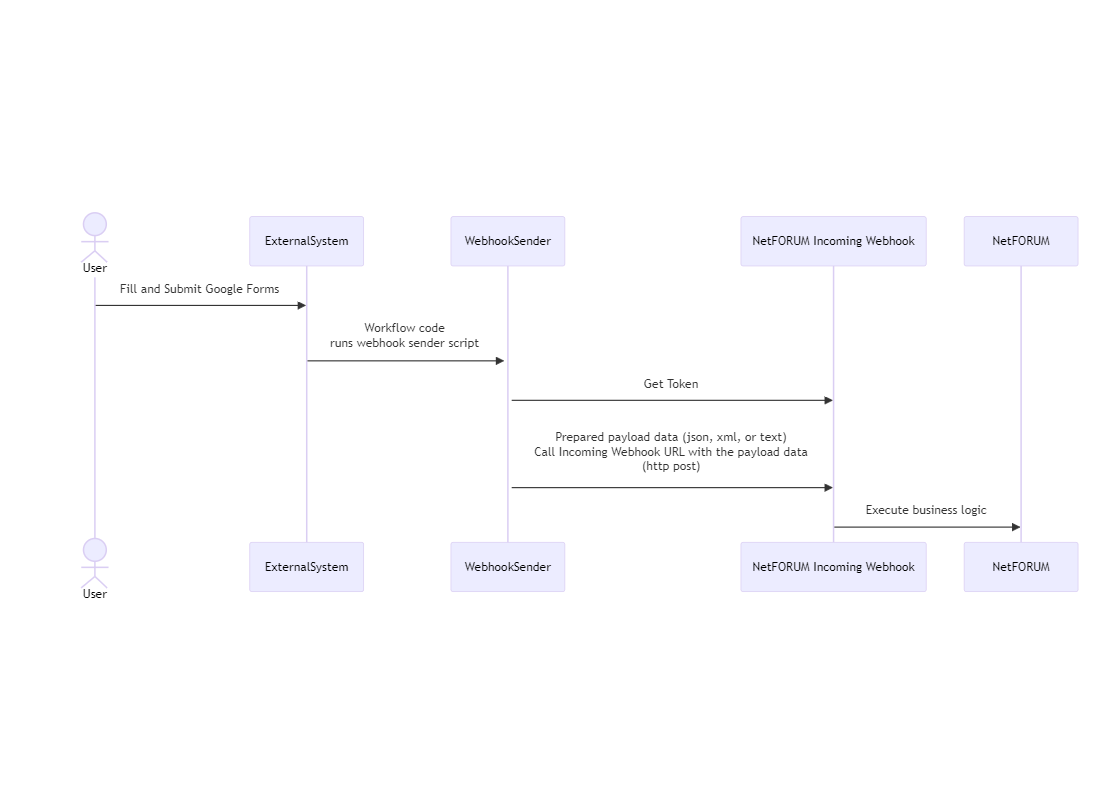 ExternalSystem
WebhookSender
NetFORUM Incoming Webhook
NetFORUM
User
Fill and Submit Google Forms
Workflow code
runs webhook sender script
Get Token
Prepared payload data (json, xml, or text)
Call Incoming Webhook URL with the payload data
(http post)
Execute business logic
ExternalSystem
WebhookSender
NetFORUM Incoming Webhook
NetFORUM
User